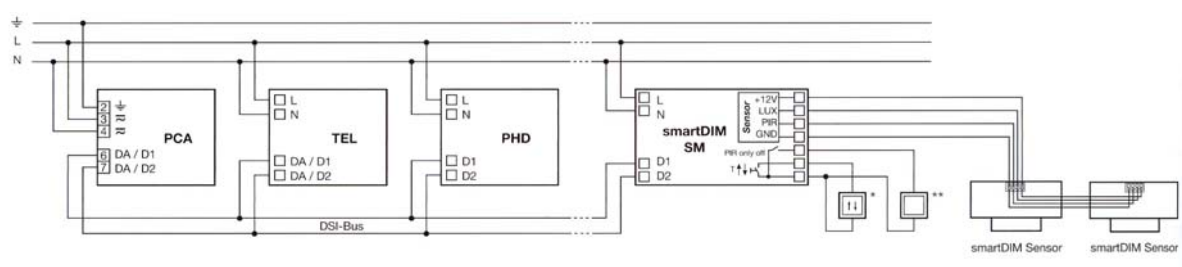 L
N
2
3 ~
4 ~
PCA
6 DA / D1
7 DA / D2
L
N
TEL
DA / D1
DA / D2
L
N
PHD
D1
D2
L
N
smartDIM
SM
D1
D2
Sensor
+12V
LUX
PIR
GND
PIR only off
T
*
**
DSI-Bus
smartDIM Sensor
smartDIM Sensor